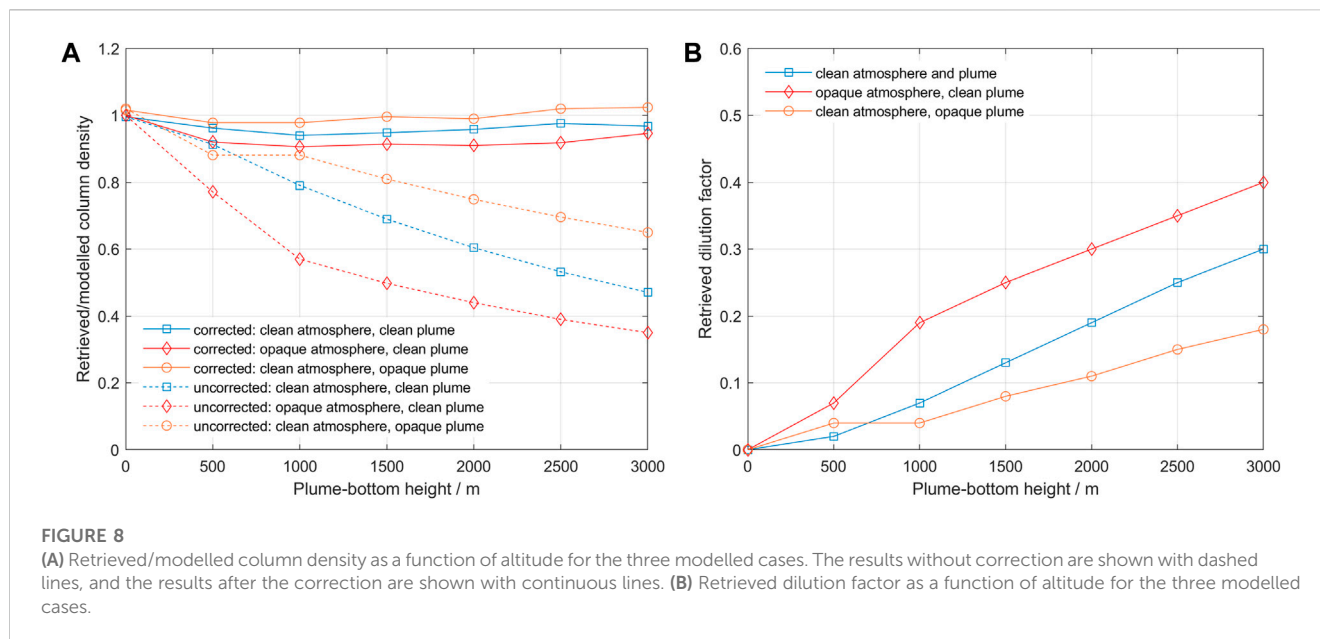 A
1.2
1
0.8
0.6
0.4
0.2
0
Retrieved/modelled column density
corrected: clean atmosphere, clean plume
corrected: opaque atmosphere, clean plume
corrected: clean atmosphere, opaque plume
uncorrected: clean atmosphere, clean plume
uncorrected: opaque atmosphere, clean plume
uncorrected: clean atmosphere, opaque plume
0 500 1000 1500 2000 2500 3000
Plume-bottom height / m
B
0.6
0.5
0.4
0.3
0.2
0.1
0
Retrieved dilution factor
clean atmosphere and plume
opaque atmosphere, clean plume
clean atmosphere, opaque plume
0 500 1000 1500 2000 2500 3000
Plume-bottom height / m
FIGURE 8
(A) Retrieved/modelled column density as a function of altitude for the three modelled cases. The results without correction are shown with dashed
lines, and the results after the correction are shown with continuous lines. (B) Retrieved dilution factor as a function of altitude for the three modelled
cases.